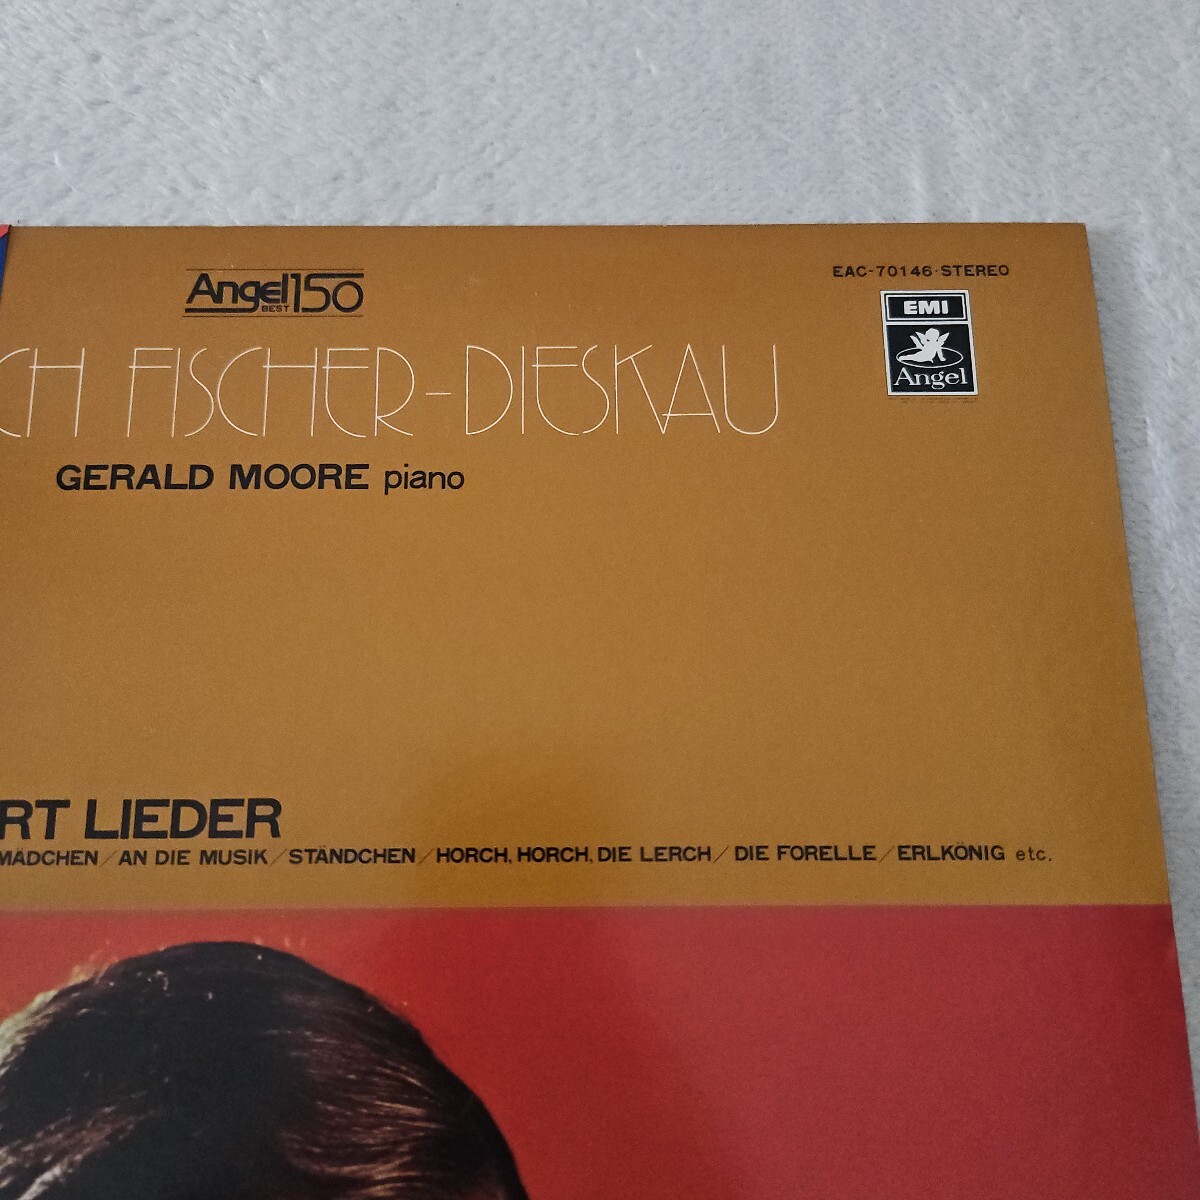 Angel BEST 150
EAC-70146·STEREO
EMI
Angel
CH FISCHER-DIESKAU
GERALD MOORE piano
RT LIEDER
MÄDCHEN/AN DIE MUSIK/STÄNDCHEN/HORCH, HORCH, DIE LERCH/DIE FORELLE/ERLKÖNIG etc.